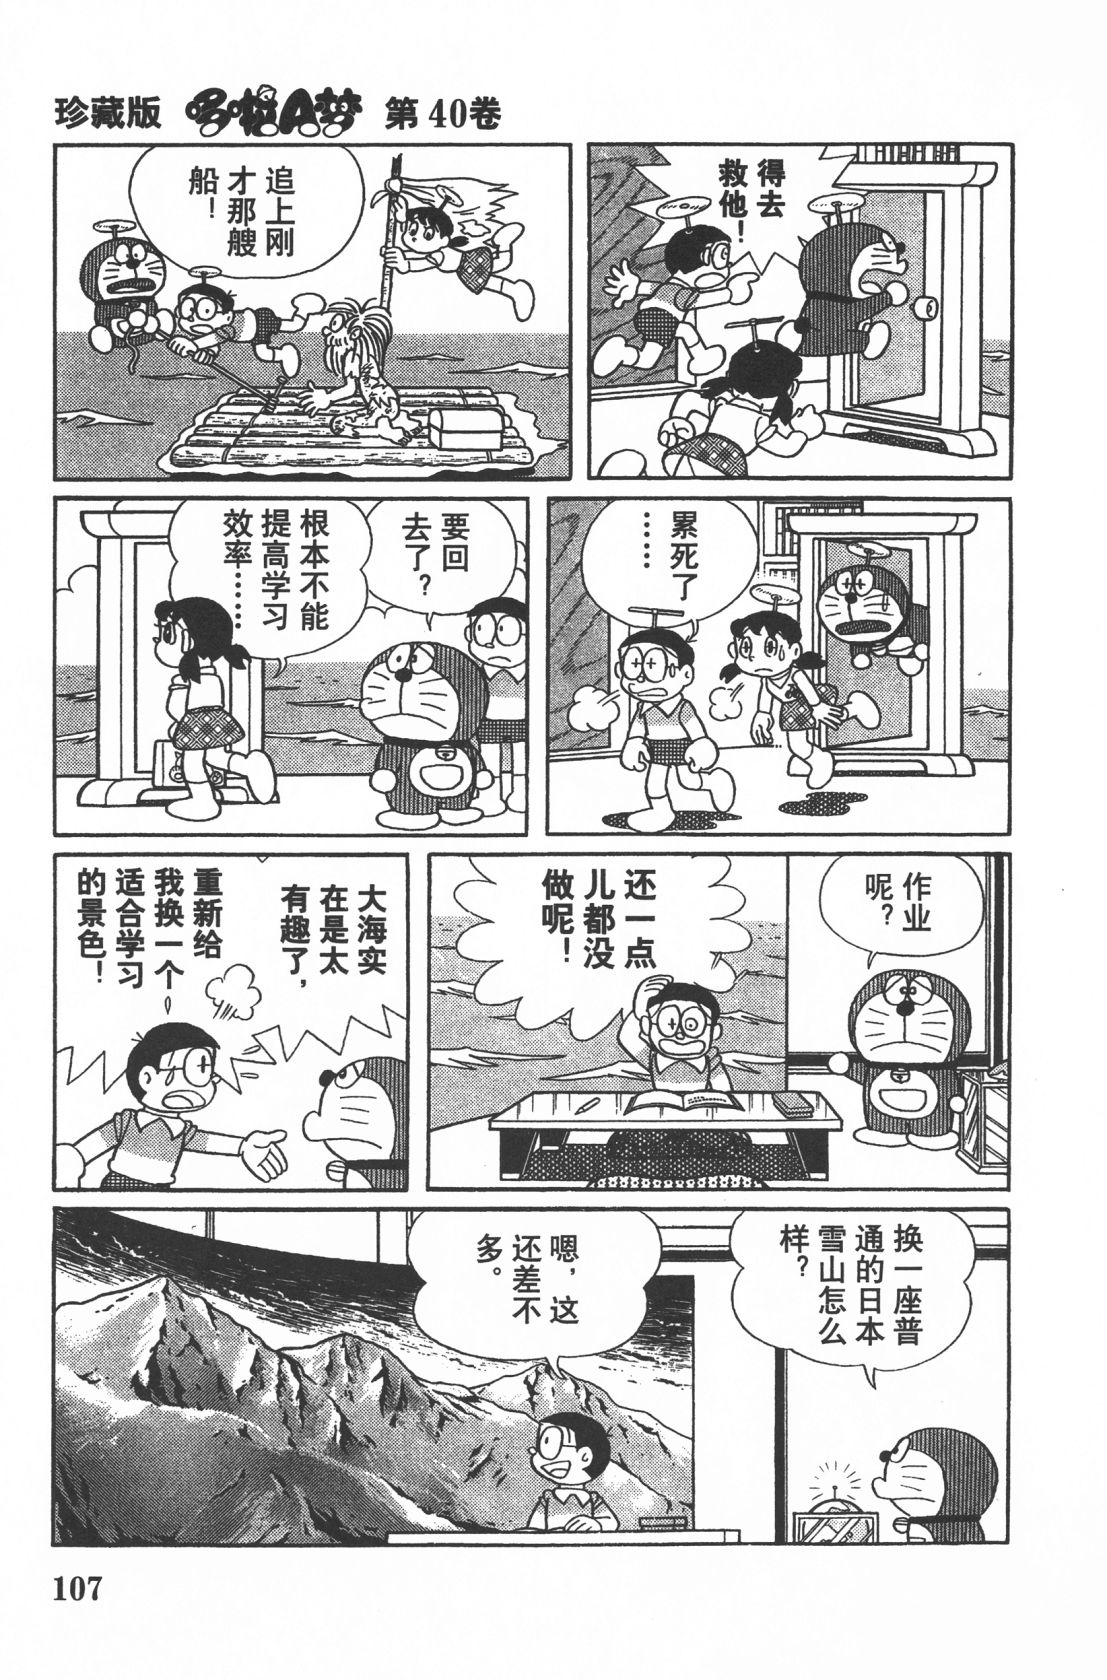 珍藏版 哆啦A梦 第40卷
得去
救他！
追上刚
才那艘
船！
累死了
……
要回
去了？
根本不能
提高学习
效率……
作业
呢？
还一点
儿都没
做呢！
大海实
在是太
有趣了，
重新给
我换一个
适合学习
的景色！
换一座普
通的日本
雪山怎么
样？
嗯，这
还差不
多。
107